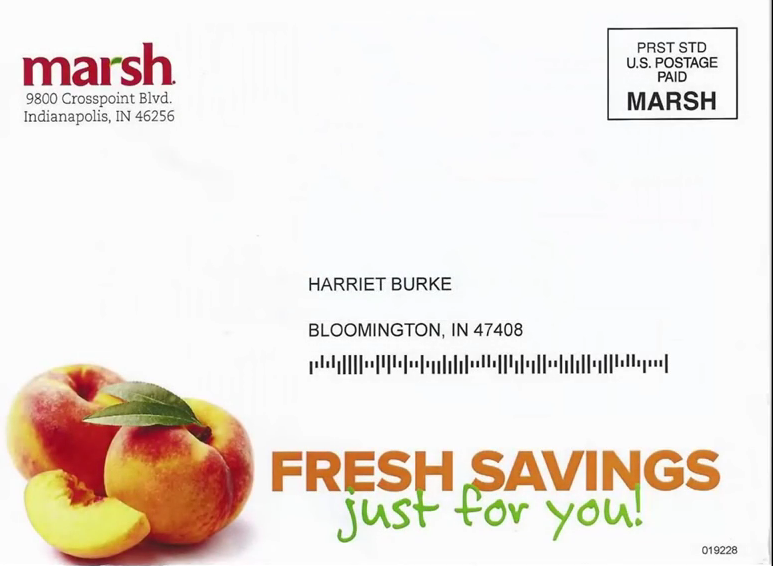 marsh.
9800 Crosspoint Blvd.
Indianapolis, IN 46256
PRST STD
U.S. POSTAGE
PAID
MARSH
HARRIET BURKE
BLOOMINGTON, IN 47408
FRESH SAVINGS
just for you!
019228